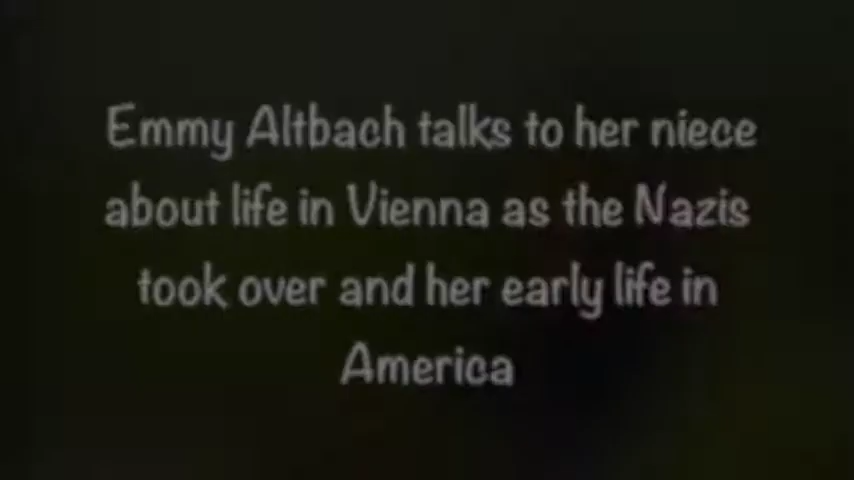 Emmy Altbach talks to her niece
about life in Vienna as the Nazis
took over and her early life in
America